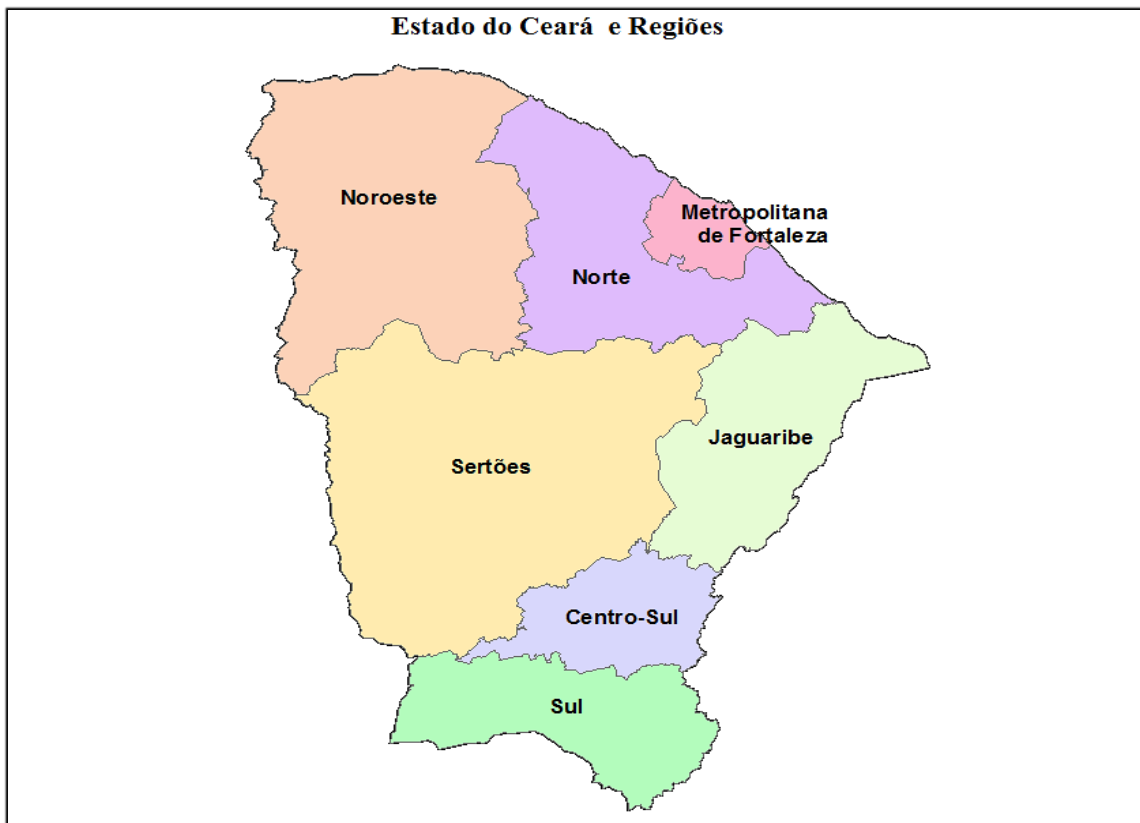 Estado do Ceará e Regiões
Noroeste
Metropolitana
de Fortaleza
Norte
Jaguaribe
Sertões
Centro-Sul
Sul